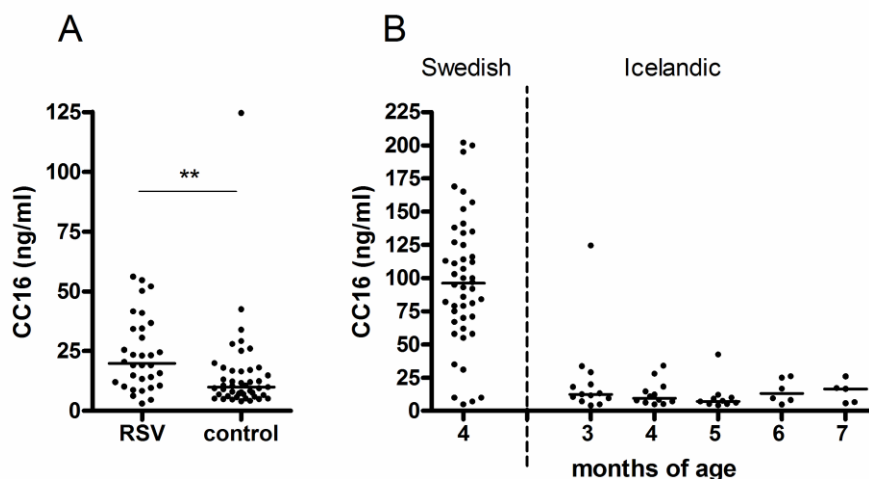 A
CC16 (ng/ml)
125
100
75
50
25
0
**
RSV control
B
Swedish Icelandic
CC16 (ng/ml)
225
200
175
150
125
100
75
50
25
0
4 3 4 5 6 7
months of age